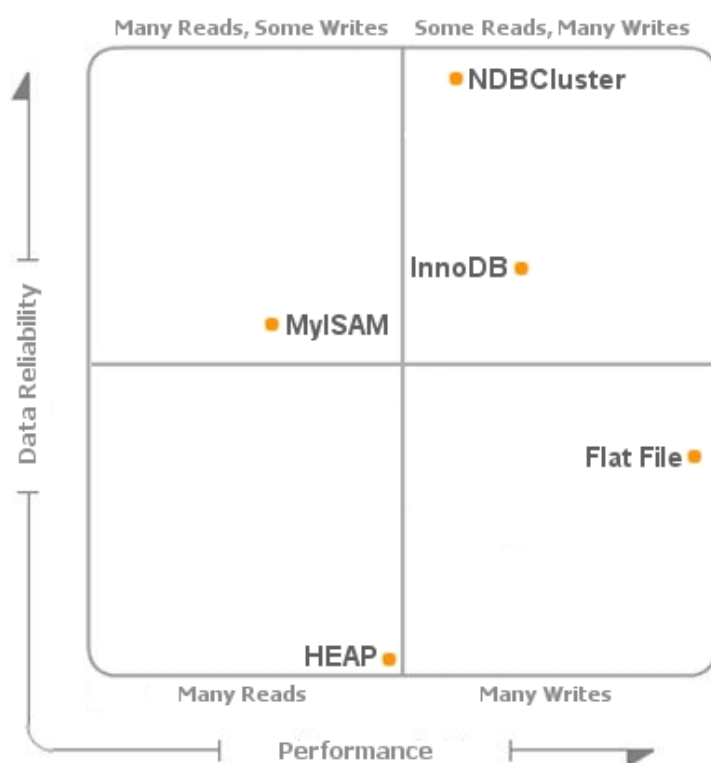 Many Reads, Some Writes
Some Reads, Many Writes
NDBCluster
InnoDB
MyISAM
Data Reliability
Flat File
HEAP
Many Reads
Many Writes
Performance